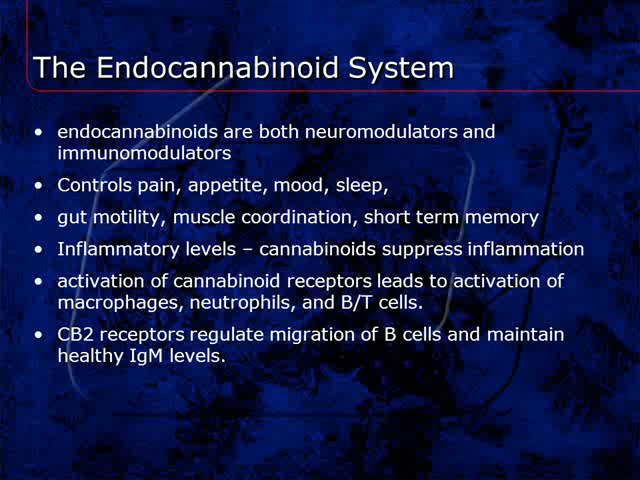 The Endocannabinoid System
• endocannabinoids are both neuromodulators and
immunomodulators
• Controls pain, appetite, mood, sleep,
• gut motility, muscle coordination, short term memory
• Inflammatory levels – cannabinoids suppress inflammation
• activation of cannabinoid receptors leads to activation of
macrophages, neutrophils, and B/T cells.
• CB2 receptors regulate migration of B cells and maintain
healthy IgM levels.